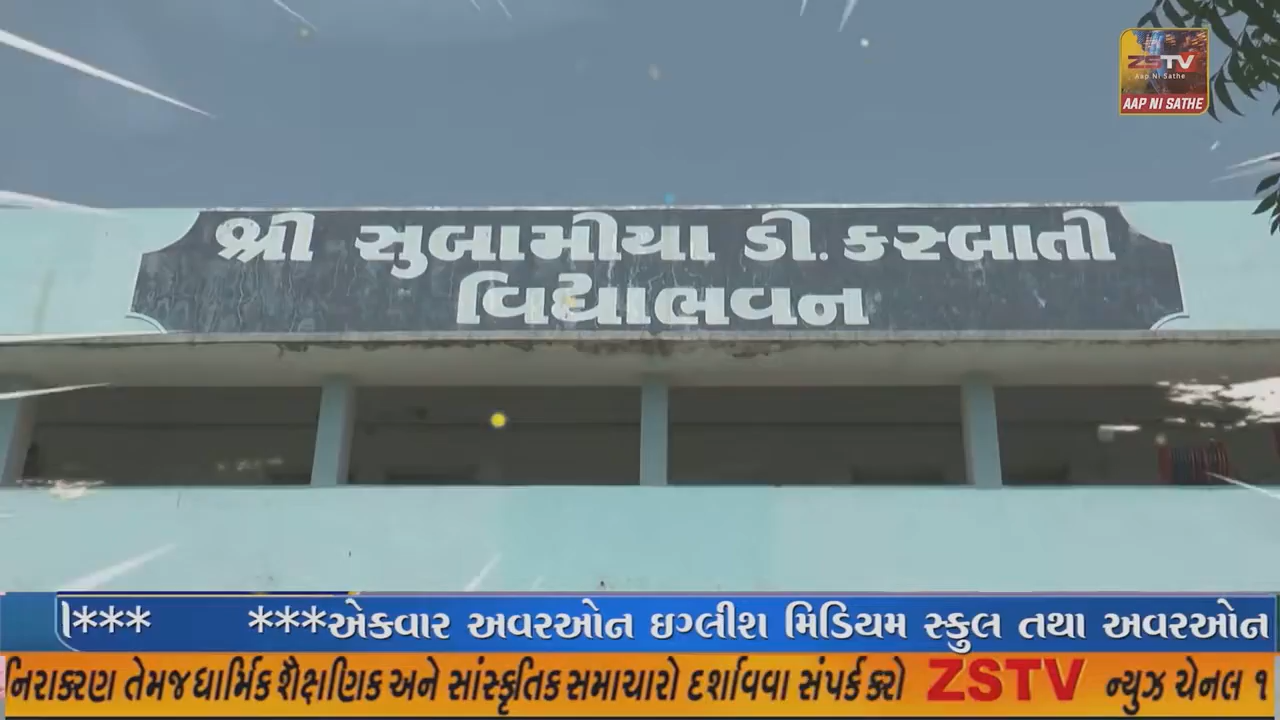 ZSTV
Aap Ni Sathe
AAP NI SATHE
શ્રી સુબામીયા ડી. કરબાતી
વિદ્યાભવન
*** ***એકવાર અવરઓન ઇગ્લીશ મિડિયમ સ્કુલ તથા અવરઓન
નિરાકરણ તેમજ ધાર્મિક શૈક્ષણિક અને સાંસ્કૃતિક સમાચારો દર્શાવવા સંપર્ક કરો ZSTV ન્યુઝ ચેનલ ૧